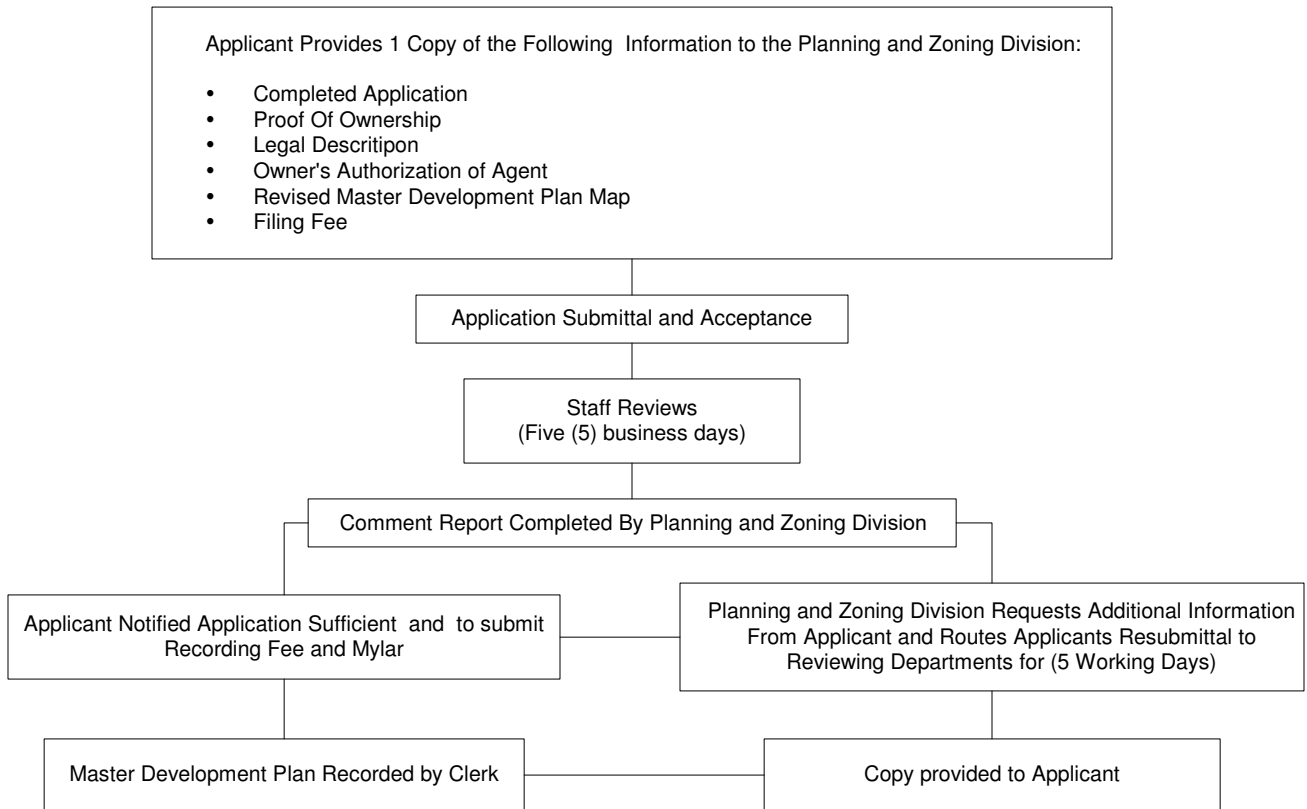 Applicant Provides 1 Copy of the Following Information to the Planning and Zoning Division:
• Completed Application
• Proof Of Ownership
• Legal Descritipon
• Owner's Authorization of Agent
• Revised Master Development Plan Map
• Filing Fee
Application Submittal and Acceptance
Staff Reviews
(Five (5) business days)
Comment Report Completed By Planning and Zoning Division
Applicant Notified Application Sufficient and to submit
Recording Fee and Mylar
Planning and Zoning Division Requests Additional Information
From Applicant and Routes Applicants Resubmittal to
Reviewing Departments for (5 Working Days)
Master Development Plan Recorded by Clerk
Copy provided to Applicant